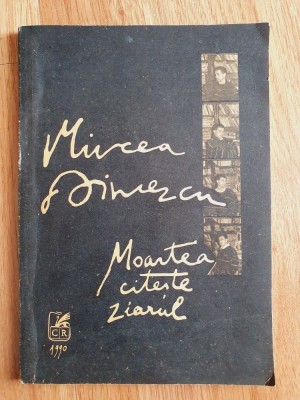 Mircea
Dinescu
Moartea
citește
ziarul
CR
1990